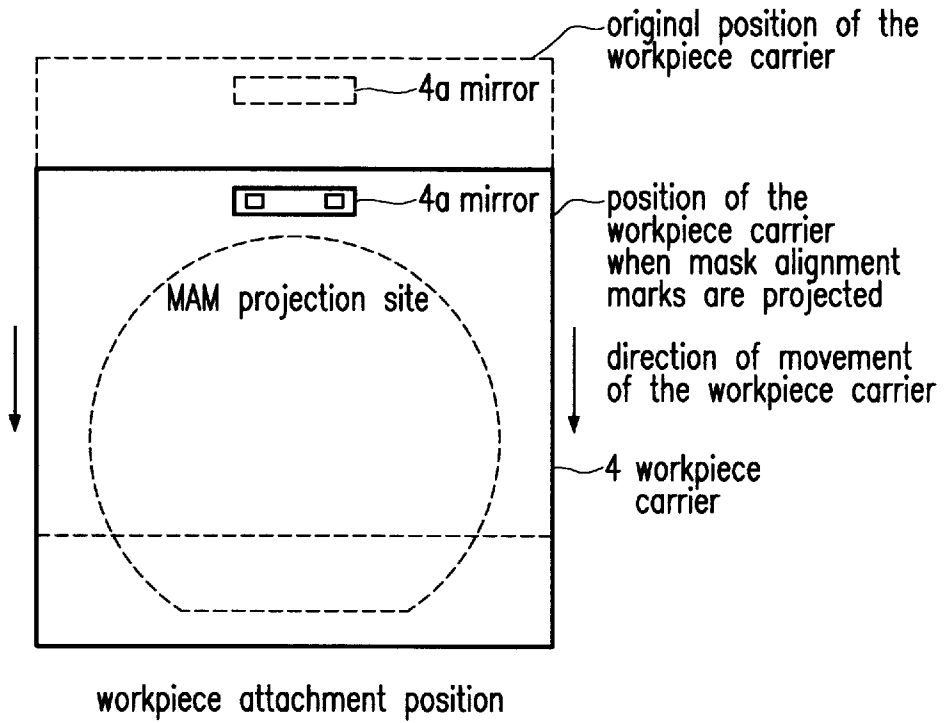 original position of the
workpiece carrier
4a mirror
4a mirror
position of the
workpiece carrier
when mask alignment
marks are projected
MAM projection site
direction of movement
of the workpiece carrier
4 workpiece
carrier
workpiece attachment position